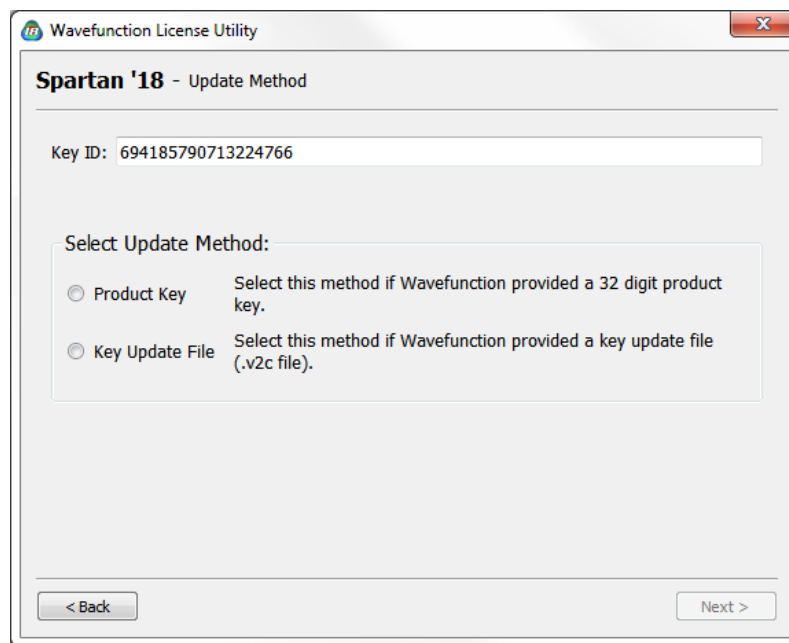 Wavefunction License Utility
Spartan '18 - Update Method
Key ID: 694185790713224766
Select Update Method:
Product Key Select this method if Wavefunction provided a 32 digit product
key.
Key Update File Select this method if Wavefunction provided a key update file
(.v2c file).
< Back Next >